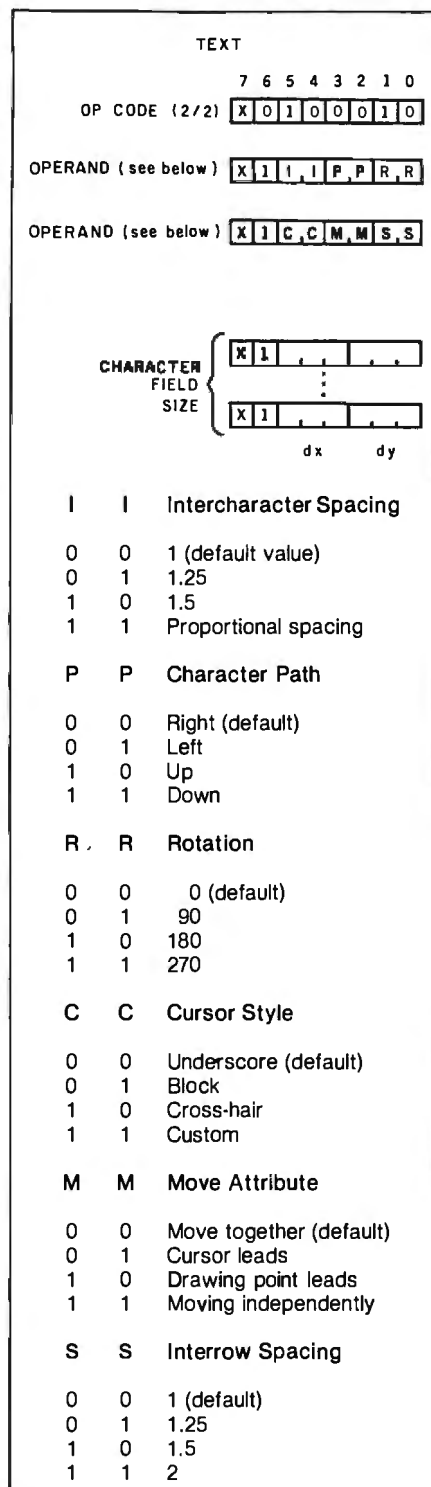 TEXT
7 6 5 4 3 2 1 0
OP CODE (2/2) X 0 1 0 0 0 1 0
OPERAND (see below) X 1 I , I P , P R , R
OPERAND (see below) X 1 C , C M , M S , S
CHARACTER FIELD SIZE
X 1 , , , ,
X 1 , , , ,
dx dy
I I Intercharacter Spacing
0 0 1 (default value)
0 1 1.25
1 0 1.5
1 1 Proportional spacing
P P Character Path
0 0 Right (default)
0 1 Left
1 0 Up
1 1 Down
R R Rotation
0 0 0 (default)
0 1 90
1 0 180
1 1 270
C C Cursor Style
0 0 Underscore (default)
0 1 Block
1 0 Cross-hair
1 1 Custom
M M Move Attribute
0 0 Move together (default)
0 1 Cursor leads
1 0 Drawing point leads
1 1 Moving independently
S S Interrow Spacing
0 0 1 (default)
0 1 1.25
1 0 1.5
1 1 2